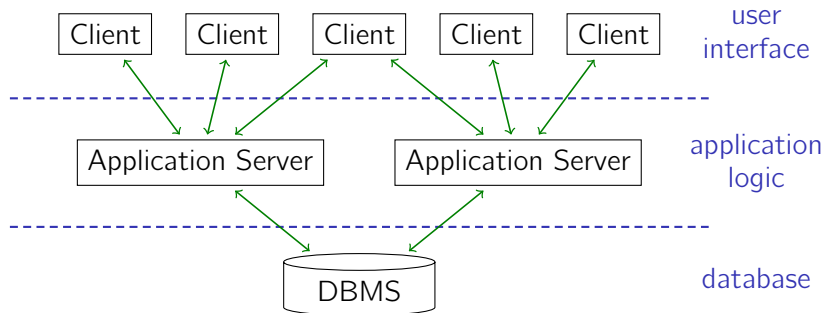 Client Client Client Client Client
user
interface
Application Server Application Server
application
logic
DBMS
database